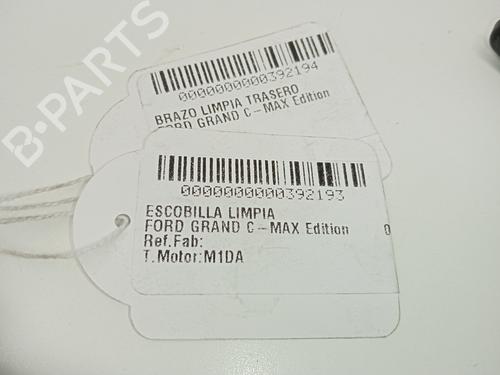 B-PARTS
0000000000392194
BRAZO LIMPIA TRASERO
FORD GRAND C-MAX Edition
0000000000392193
ESCOBILLA LIMPIA
FORD GRAND C-MAX Edition 0
Ref.Fab:
T.Motor:M1DA